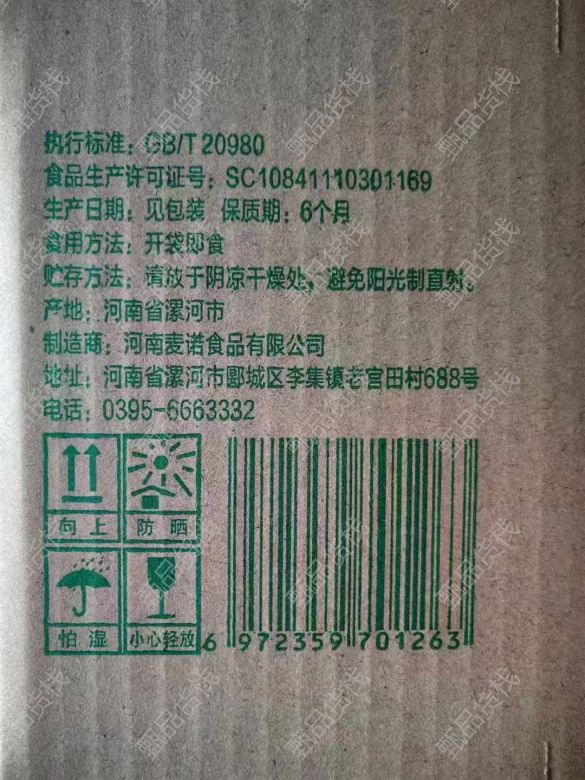 执行标准：GB/T 20980
食品生产许可证号：SC10841110301169
生产日期：见包装 保质期：6个月
食用方法：开袋即食
贮存方法：请放于阴凉干燥处，避免阳光制直射。
产地：河南省漯河市
制造商：河南麦诺食品有限公司
地址：河南省漯河市郾城区李集镇老官田村688号
电话：0395-6663332
向上 防晒
怕湿 小心轻放
6 972359 701263
甄品货栈